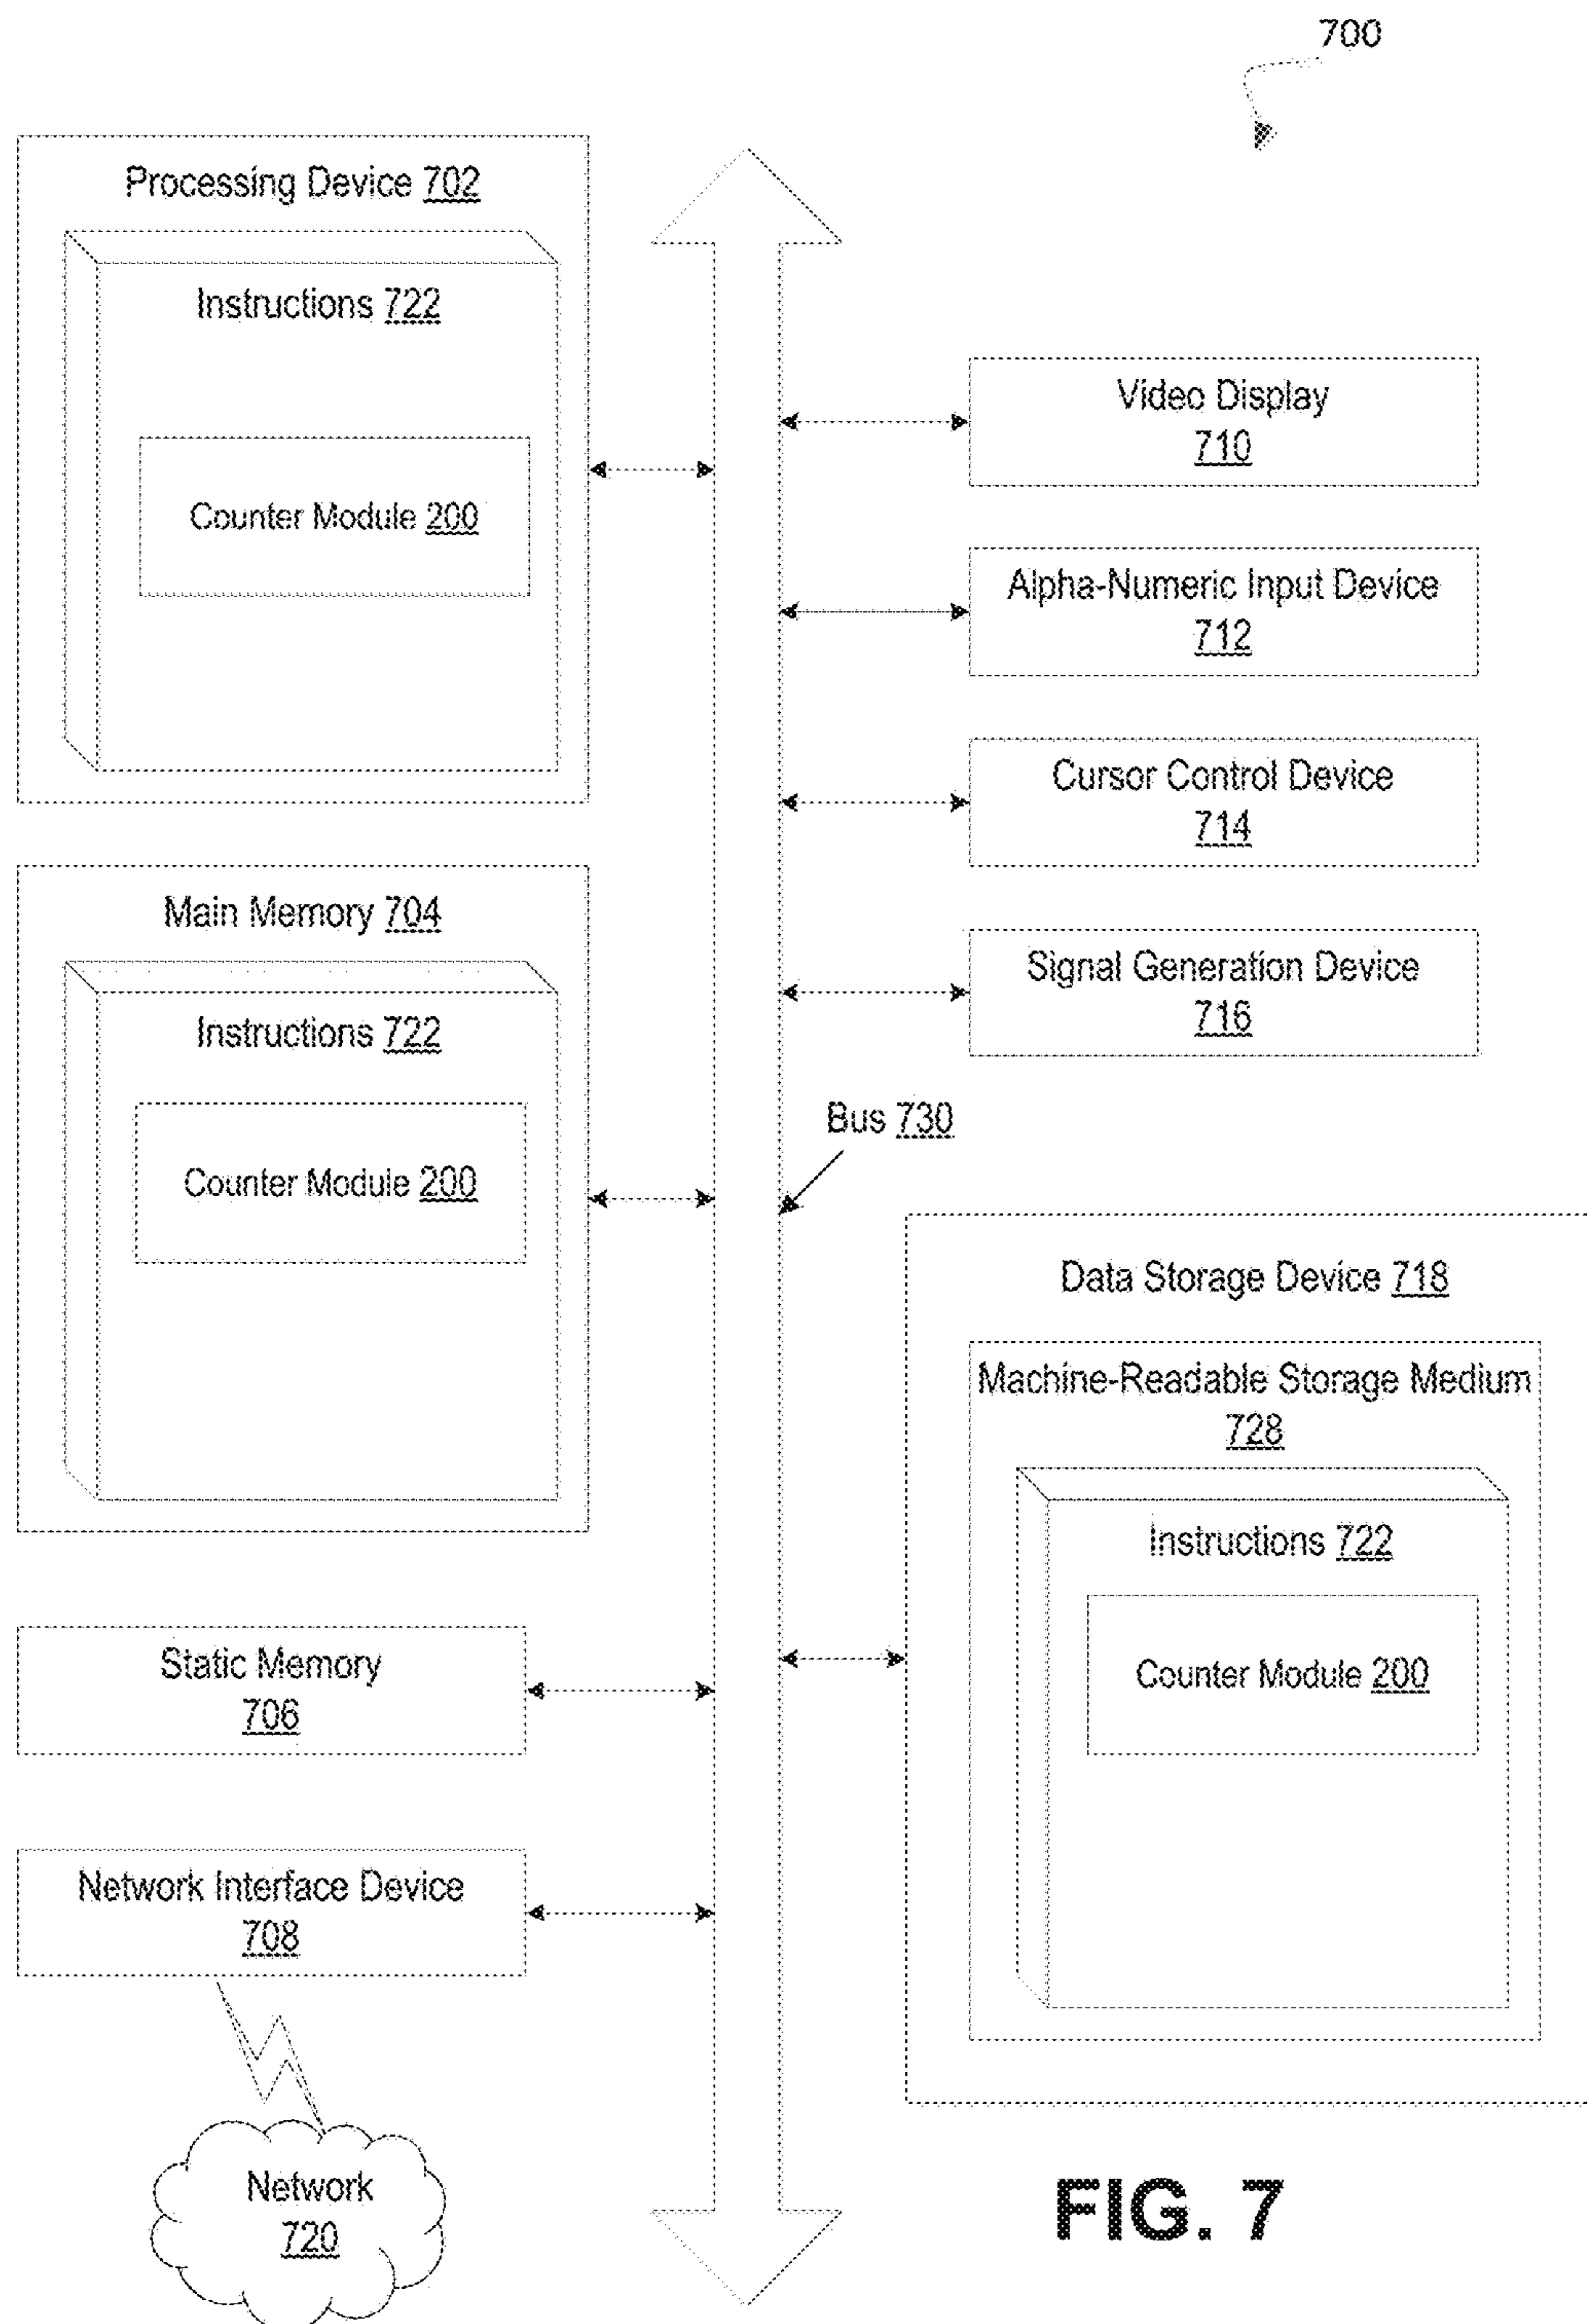 700
Processing Device 702
Instructions 722
Counter Module 200
Main Memory 704
Instructions 722
Counter Module 200
Static Memory
706
Network Interface Device
708
Network
720
Video Display
710
Alpha-Numeric Input Device
712
Cursor Control Device
714
Signal Generation Device
716
Bus 730
Data Storage Device 718
Machine-Readable Storage Medium
728
Instructions 722
Counter Module 200
FIG. 7